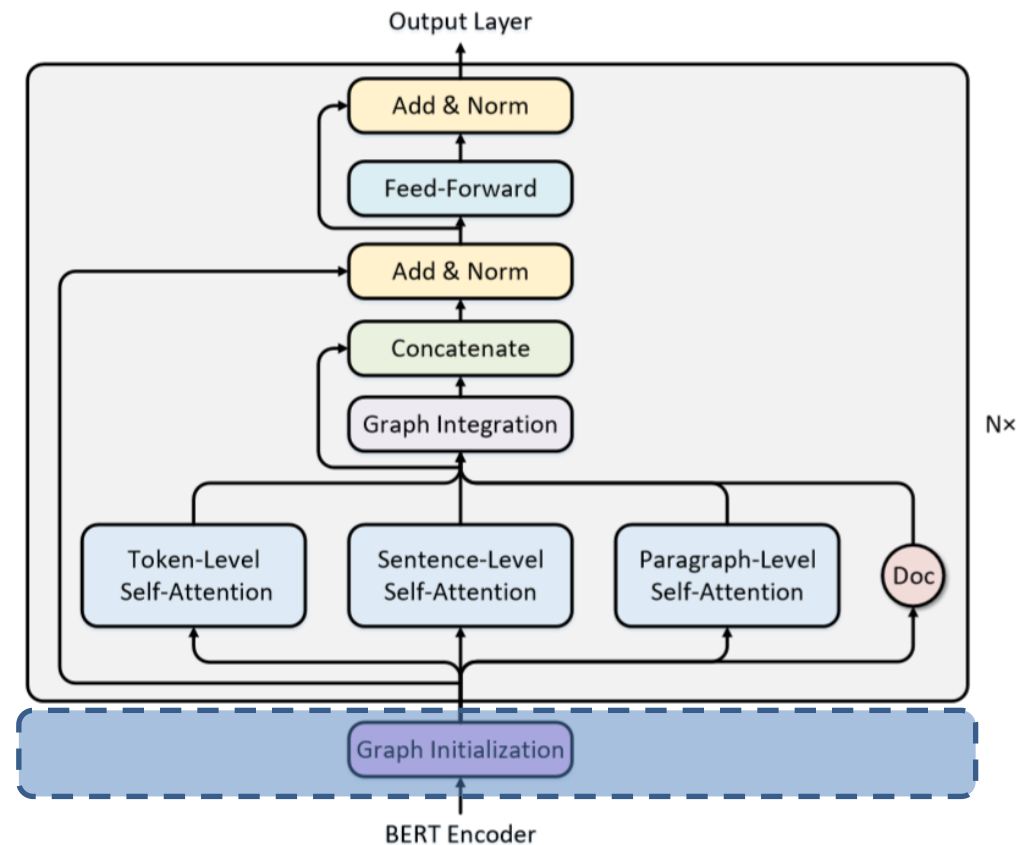 Output Layer
Add & Norm
Feed-Forward
Add & Norm
Concatenate
Graph Integration
N×
Token-Level
Self-Attention
Sentence-Level
Self-Attention
Paragraph-Level
Self-Attention
Doc
Graph Initialization
BERT Encoder